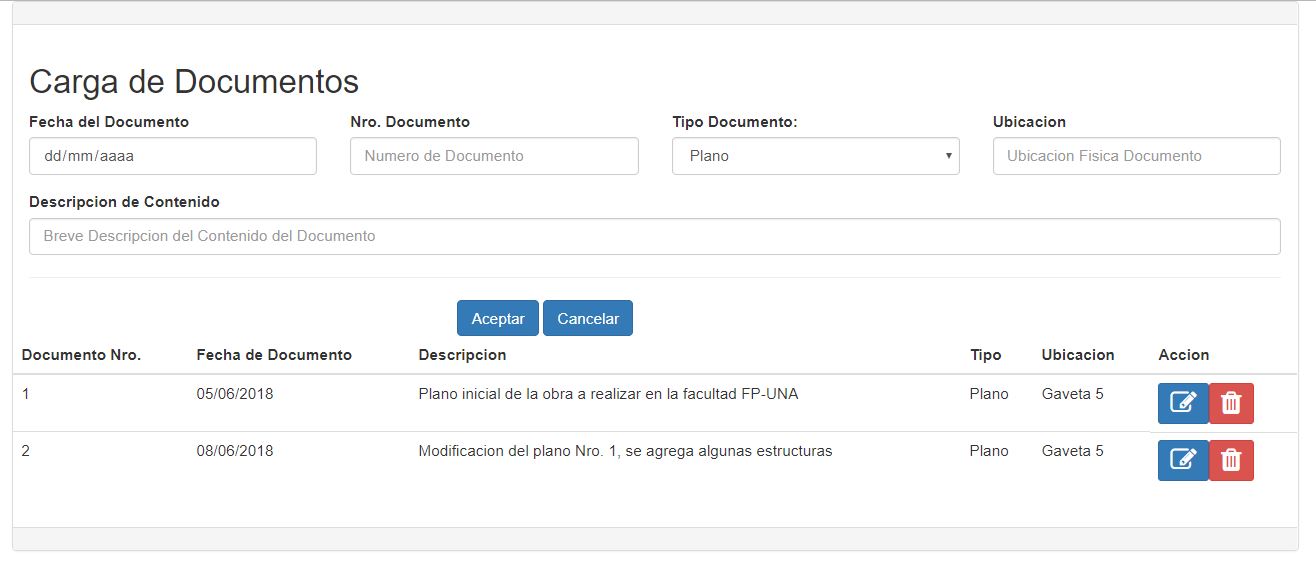 Carga de Documentos
Fecha del Documento Nro. Documento Tipo Documento: Ubicacion
dd/mm/aaaa Numero de Documento Plano Ubicacion Fisica Documento
Descripcion de Contenido
Breve Descripcion del Contenido del Documento
Aceptar Cancelar
Documento Nro. Fecha de Documento Descripcion Tipo Ubicacion Accion
1 05/06/2018 Plano inicial de la obra a realizar en la facultad FP-UNA Plano Gaveta 5
2 08/06/2018 Modificacion del plano Nro. 1, se agrega algunas estructuras Plano Gaveta 5